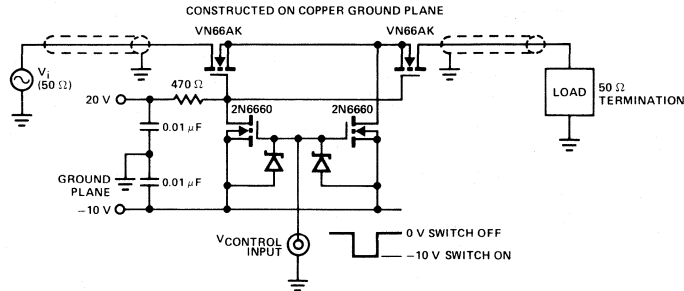 CONSTRUCTED ON COPPER GROUND PLANE
VN66AK
VN66AK
Vi
(50 Ω)
470 Ω
20 V
2N6660
2N6660
LOAD
50 Ω
TERMINATION
0.01 μF
GROUND
PLANE
0.01 μF
−10 V
VCONTROL
INPUT
0 V SWITCH OFF
−10 V SWITCH ON